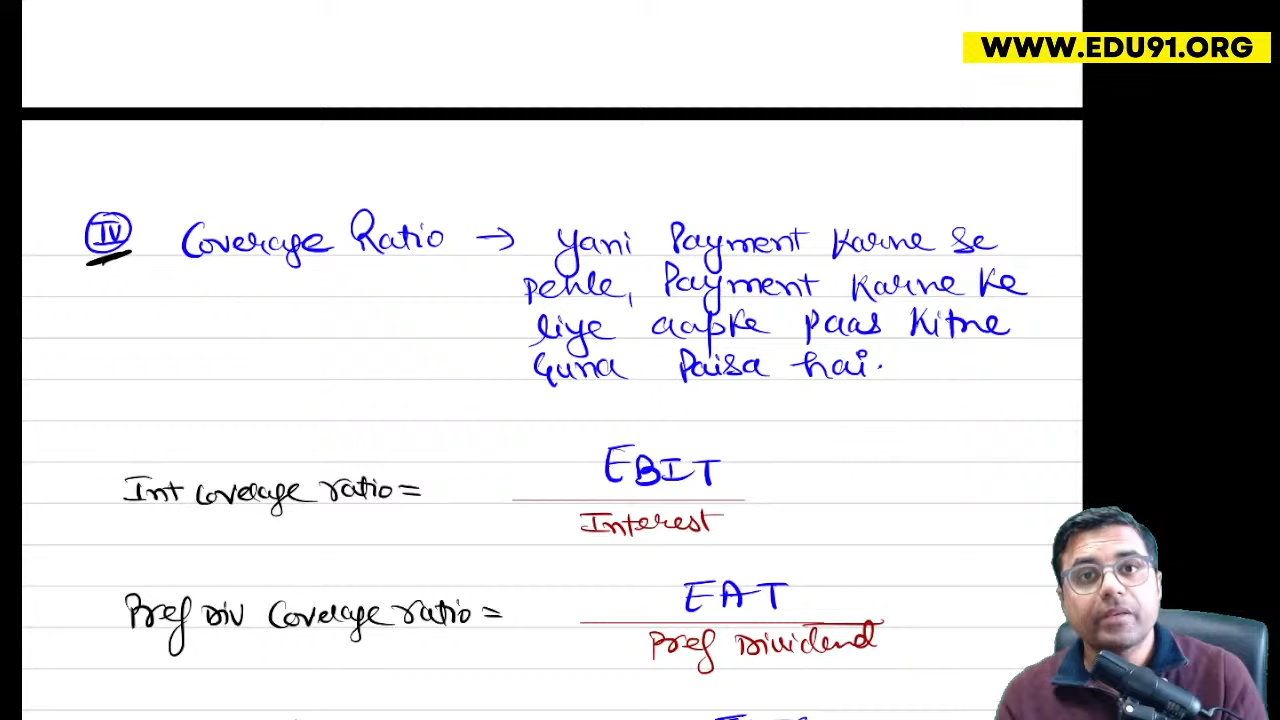 WWW.EDU91.ORG
IV Coverage Ratio → Yani Payment Karne se
Pehle, Payment Karne Ke
liye aapke Paas Kitne
Guna Paisa hai.
EBIT
Int Coverage ratio =
Interest
EAT
Pref Div Coverage ratio =
Pref Dividend